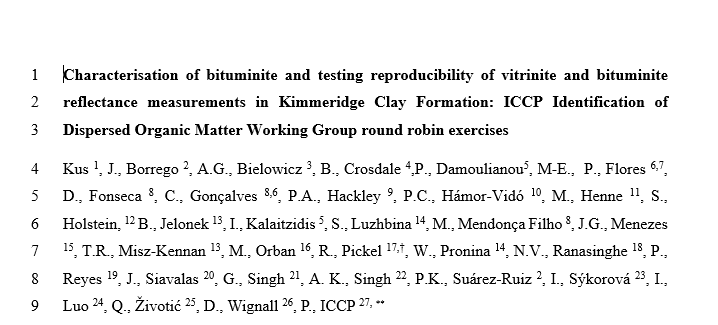 1 Characterisation of bituminite and testing reproducibility of vitrinite and bituminite
2 reflectance measurements in Kimmeridge Clay Formation: ICCP Identification of
3 Dispersed Organic Matter Working Group round robin exercises
4 Kus ¹, J., Borrego ², A.G., Bielowicz ³, B., Crosdale ⁴,P., Damoulianou⁵, M-E., P., Flores ⁶,⁷,
5 D., Fonseca ⁸, C., Gonçalves ⁸,⁶, P.A., Hackley ⁹, P.C., Hámor-Vidó ¹⁰, M., Henne ¹¹, S.,
6 Holstein, ¹² B., Jelonek ¹³, I., Kalaitzidis ⁵, S., Luzhbina ¹⁴, M., Mendonça Filho ⁸, J.G., Menezes
7 ¹⁵, T.R., Misz-Kennan ¹³, M., Orban ¹⁶, R., Pickel ¹⁷,†, W., Pronina ¹⁴, N.V., Ranasinghe ¹⁸, P.,
8 Reyes ¹⁹, J., Siavalas ²⁰, G., Singh ²¹, A. K., Singh ²², P.K., Suárez-Ruiz ², I., Sýkorová ²³, I.,
9 Luo ²⁴, Q., Životić ²⁵, D., Wignall ²⁶, P., ICCP ²⁷, **